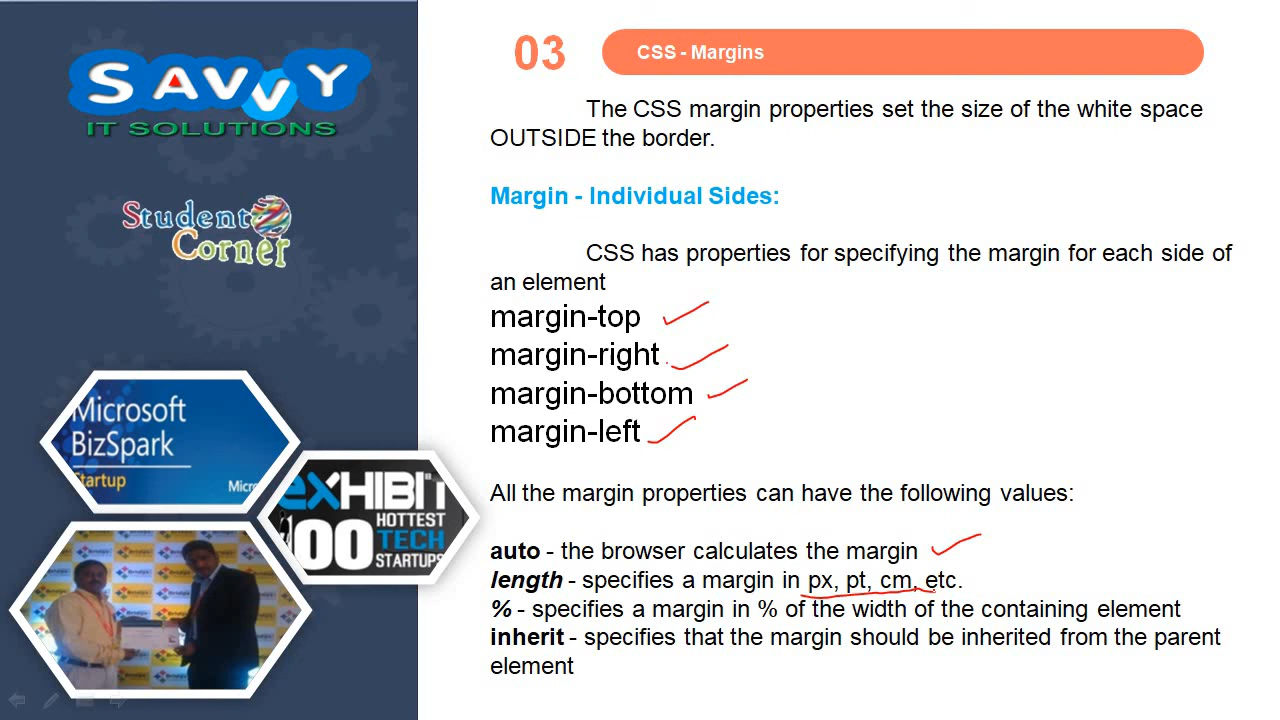 SAVVY
IT SOLUTIONS
Student
Corner
Microsoft
BizSpark
Startup
Micr
eXHIBIT
100
HOTTEST
TECH
STARTUPS
03
CSS - Margins
The CSS margin properties set the size of the white space
OUTSIDE the border.
Margin - Individual Sides:
CSS has properties for specifying the margin for each side of
an element
margin-top
margin-right
margin-bottom
margin-left
All the margin properties can have the following values:
auto - the browser calculates the margin
length - specifies a margin in px, pt, cm, etc.
% - specifies a margin in % of the width of the containing element
inherit - specifies that the margin should be inherited from the parent
element